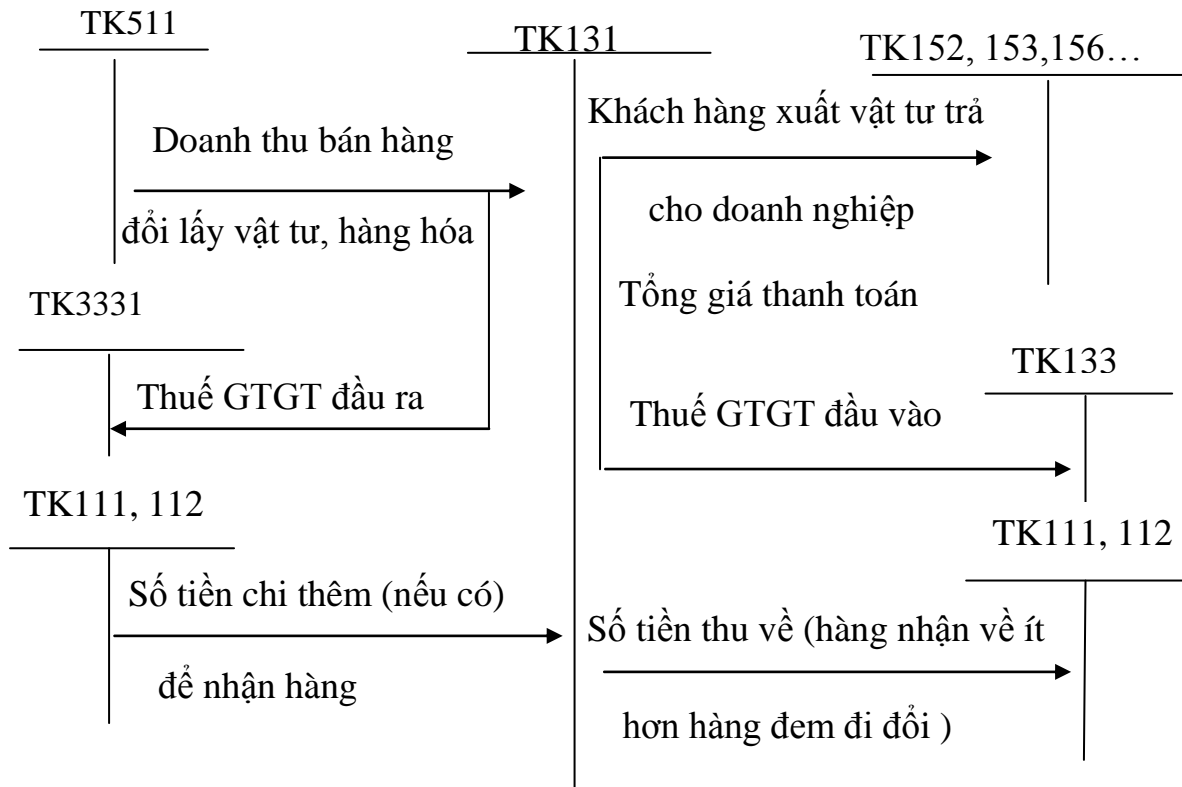 TK511
TK131
TK152, 153,156…
Khách hàng xuất vật tư trả
Doanh thu bán hàng
cho doanh nghiệp
đổi lấy vật tư, hàng hóa
Tổng giá thanh toán
TK3331
TK133
Thuế GTGT đầu ra
Thuế GTGT đầu vào
TK111, 112
TK111, 112
Số tiền chi thêm (nếu có)
Số tiền thu về (hàng nhận về ít
để nhận hàng
hơn hàng đem đi đổi )